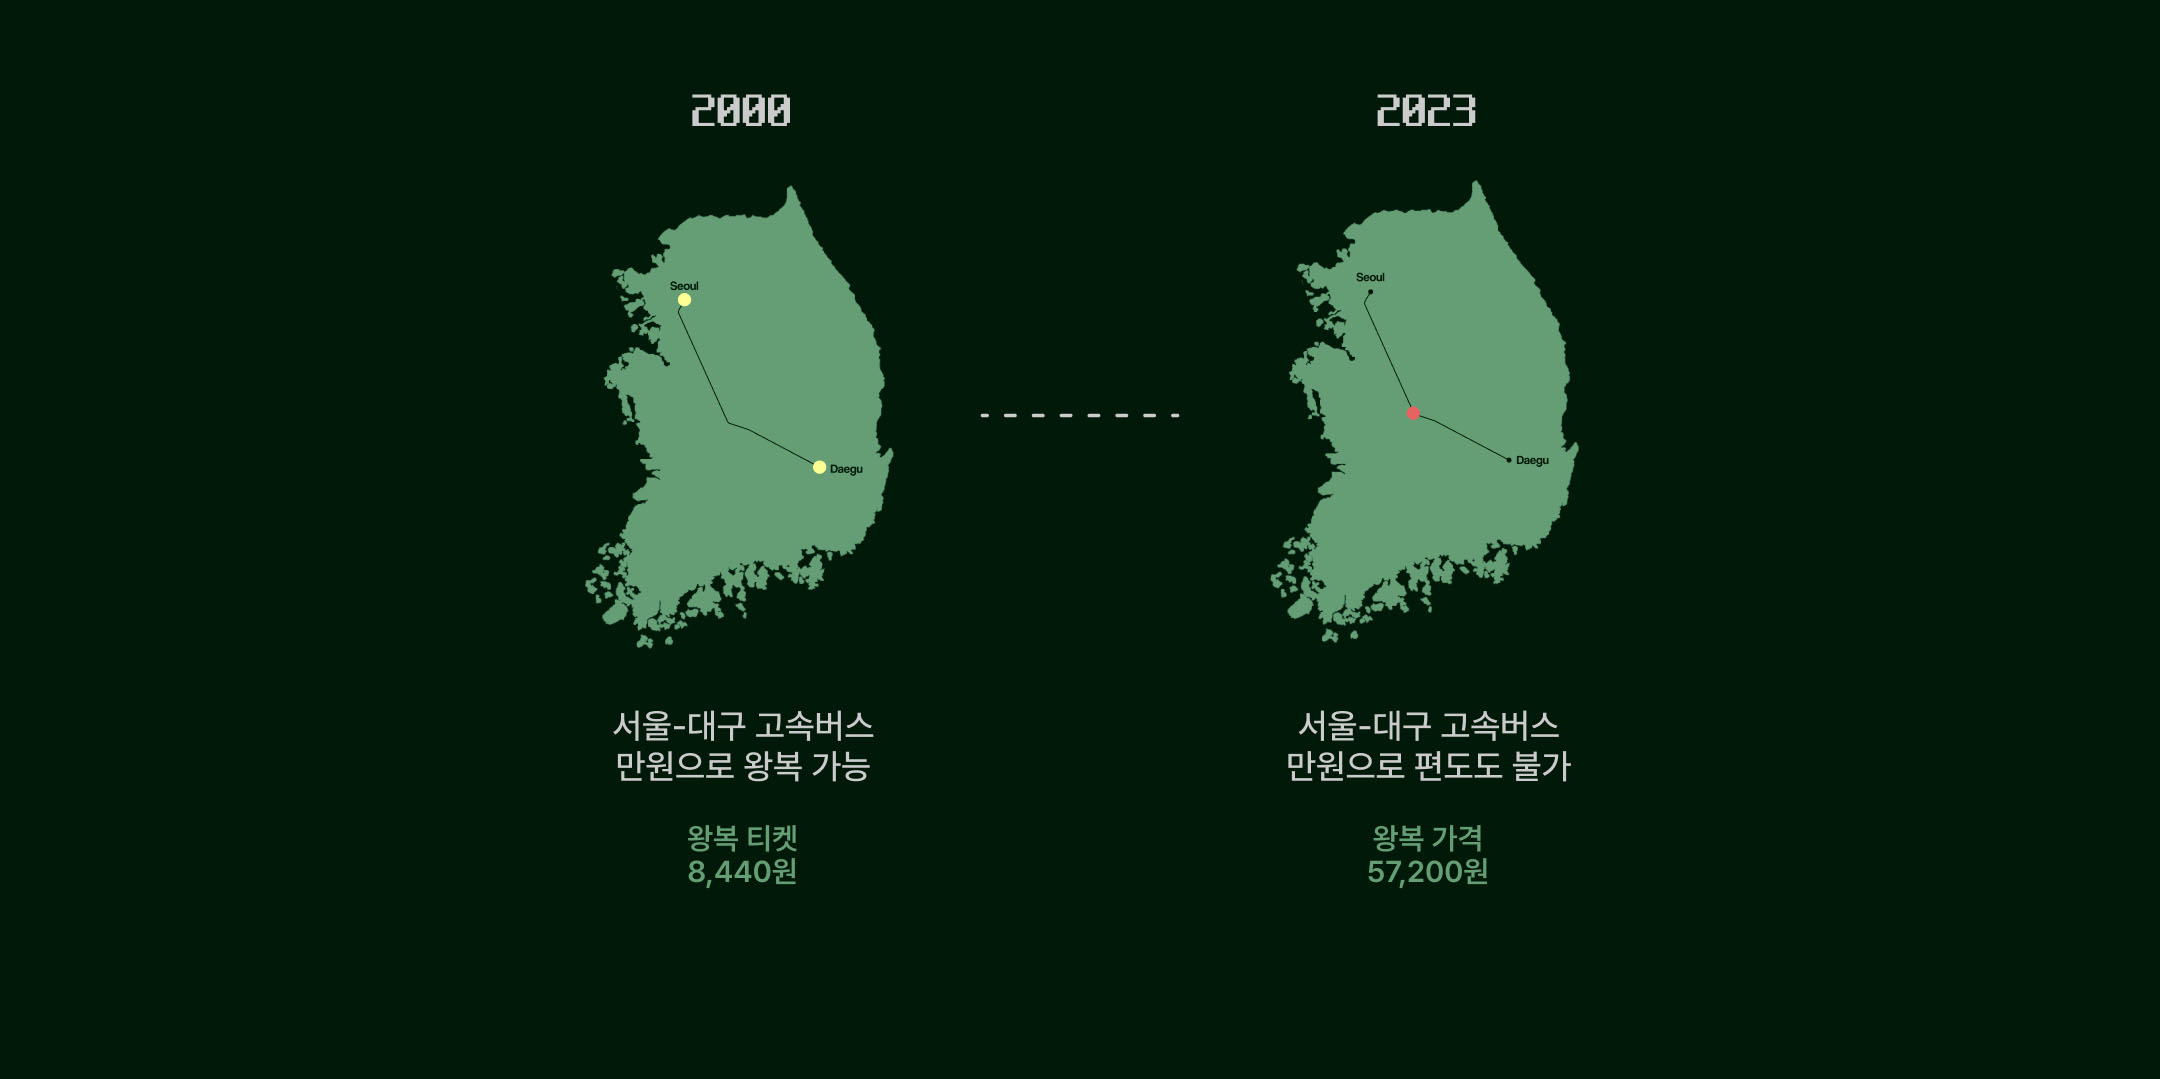 2000
Seoul
Daegu
서울-대구 고속버스
만원으로 왕복 가능
왕복 티켓
8,440원
2023
Seoul
Daegu
서울-대구 고속버스
만원으로 편도도 불가
왕복 가격
57,200원